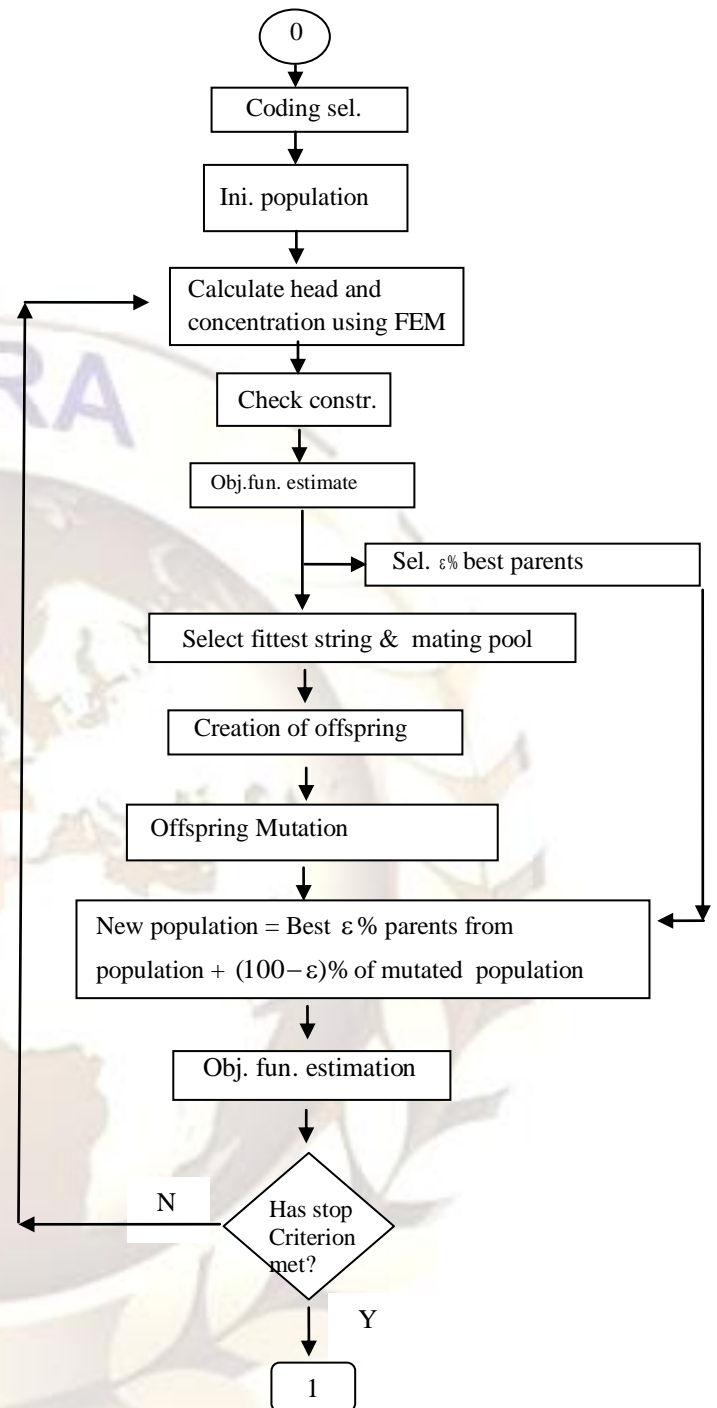 0
Coding sel.
Ini. population
Calculate head and
concentration using FEM
RA
Check constr.
Obj.fun. estimate
Sel. ε% best parents
Select fittest string & mating pool
Creation of offspring
Offspring Mutation
New population = Best ε% parents from
population + (100−ε)% of mutated population
Obj. fun. estimation
N
Has stop
Criterion
met?
Y
1